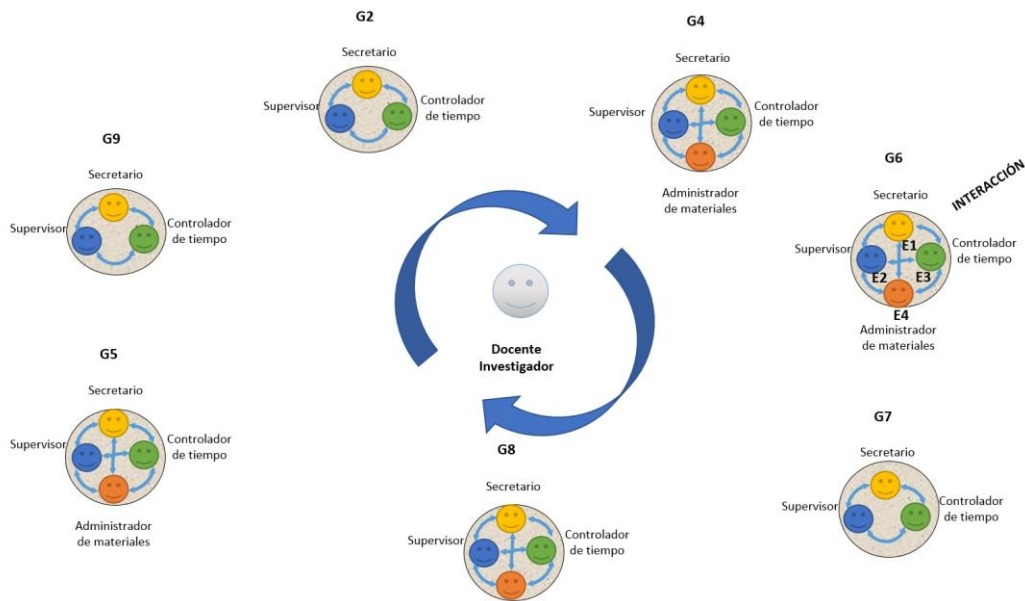 G2
Secretario
Supervisor
Controlador
de tiempo
G4
Secretario
Supervisor
Controlador
de tiempo
Administrador
de materiales
G9
Secretario
Supervisor
Controlador
de tiempo
G6
INTERACCIÓN
Secretario
Supervisor
Controlador
de tiempo
E1
E2
E3
E4
Administrador
de materiales
Docente
Investigador
G5
Secretario
Supervisor
Controlador
de tiempo
Administrador
de materiales
G8
Secretario
Supervisor
Controlador
de tiempo
G7
Secretario
Supervisor
Controlador
de tiempo